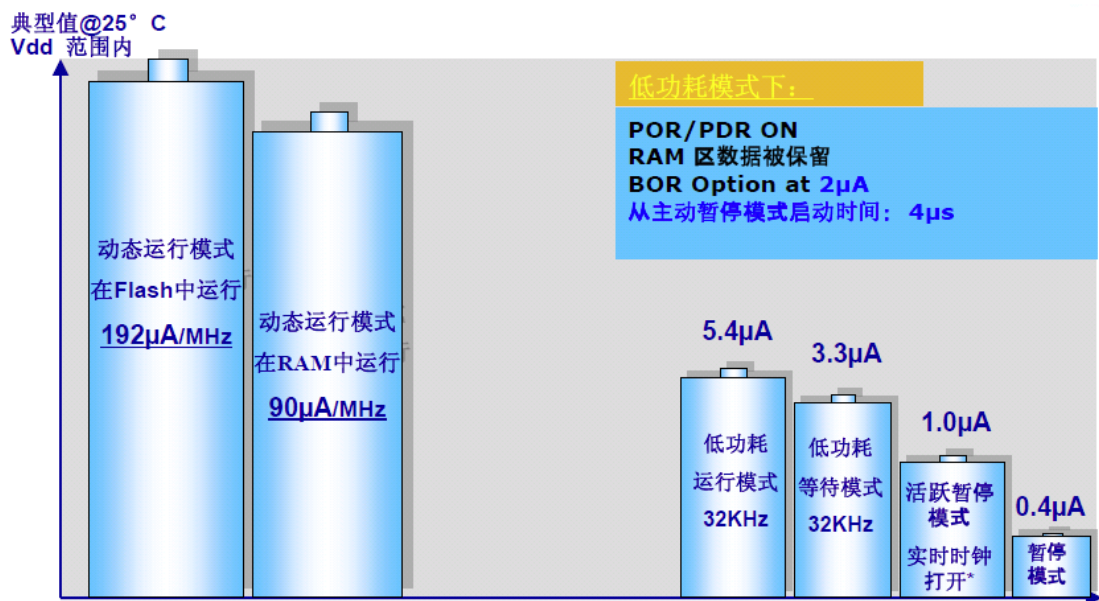 典型值@25° C
Vdd 范围内
动态运行模式
在Flash中运行
192μA/MHz
动态运行模式
在RAM中运行
90μA/MHz
低功耗模式下：
POR/PDR ON
RAM 区数据被保留
BOR Option at 2μA
从主动暂停模式启动时间： 4μs
5.4μA
低功耗
运行模式
32KHz
3.3μA
低功耗
等待模式
32KHz
1.0μA
活跃暂停
模式
实时时钟
打开*
0.4μA
暂停
模式